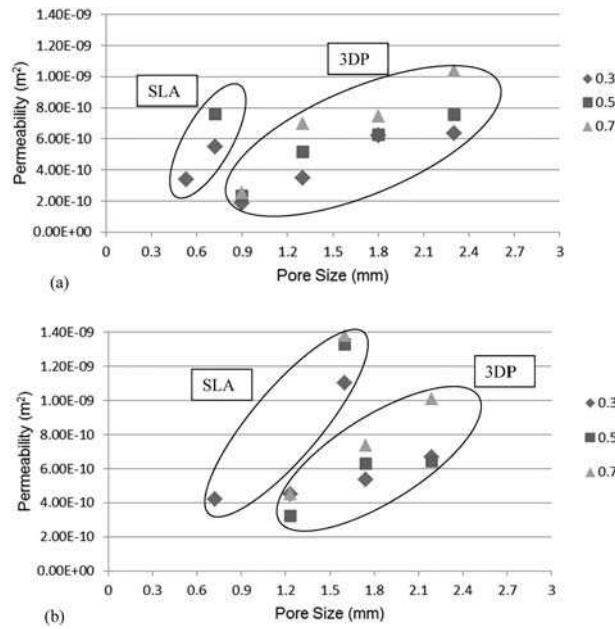 1.40E-09
1.20E-09
1.00E-09
8.00E-10
6.00E-10
4.00E-10
2.00E-10
0.00E+00
Permeability (m²)
SLA
3DP
0.3
0.5
0.7
0 0.3 0.6 0.9 1.2 1.5 1.8 2.1 2.4 2.7 3
Pore Size (mm)
(a)
1.40E-09
1.20E-09
1.00E-09
8.00E-10
6.00E-10
4.00E-10
2.00E-10
0.00E+00
Permeability (m²)
SLA
3DP
0.3
0.5
0.7
0 0.3 0.6 0.9 1.2 1.5 1.8 2.1 2.4 2.7 3
Pore Size (mm)
(b)